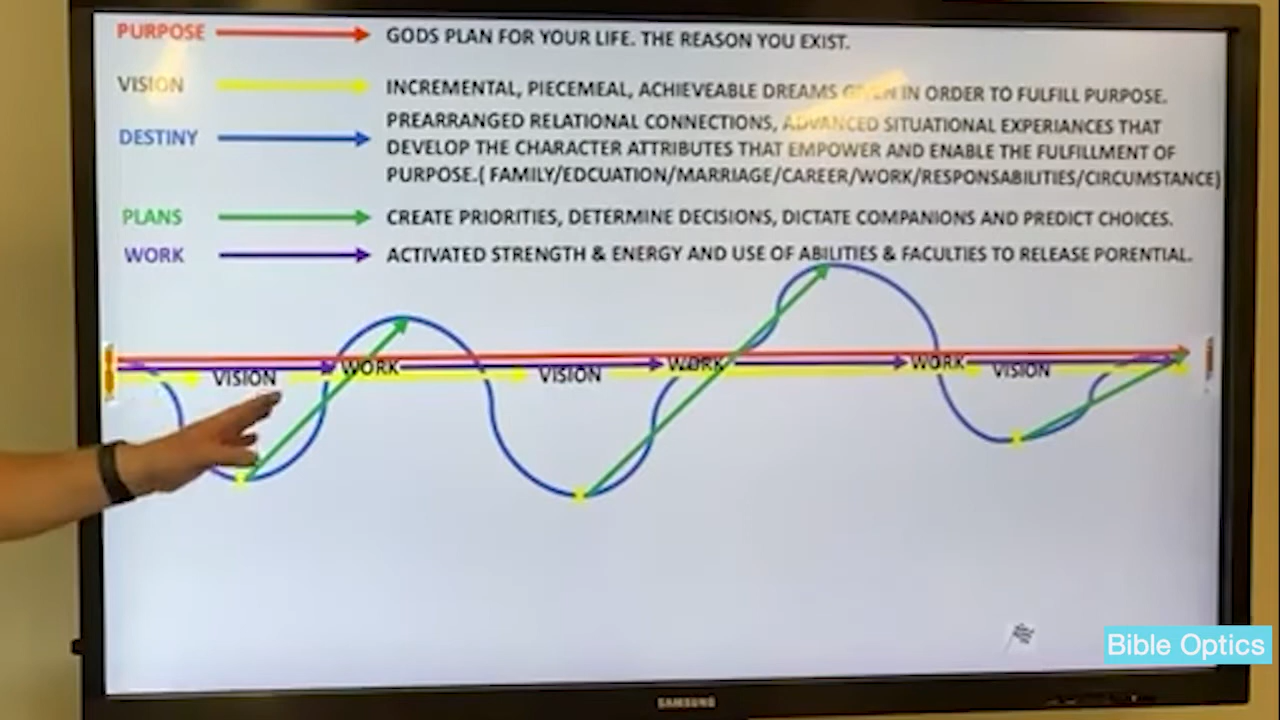 PURPOSE GODS PLAN FOR YOUR LIFE. THE REASON YOU EXIST.
VISION INCREMENTAL, PIECEMEAL, ACHIEVEABLE DREAMS GIVEN IN ORDER TO FULFILL PURPOSE.
DESTINY PREARRANGED RELATIONAL CONNECTIONS, ADVANCED SITUATIONAL EXPERIANCES THAT
DEVELOP THE CHARACTER ATTRIBUTES THAT EMPOWER AND ENABLE THE FULFILLMENT OF
PURPOSE.( FAMILY/EDCUATION/MARRIAGE/CAREER/WORK/RESPONSABILITIES/CIRCUMSTANCE)
PLANS CREATE PRIORITIES, DETERMINE DECISIONS, DICTATE COMPANIONS AND PREDICT CHOICES.
WORK ACTIVATED STRENGTH & ENERGY AND USE OF ABILITIES & FACULTIES TO RELEASE PORENTIAL.
VISION WORK VISION WORK WORK VISION
Bible Optics
SAMSUNG